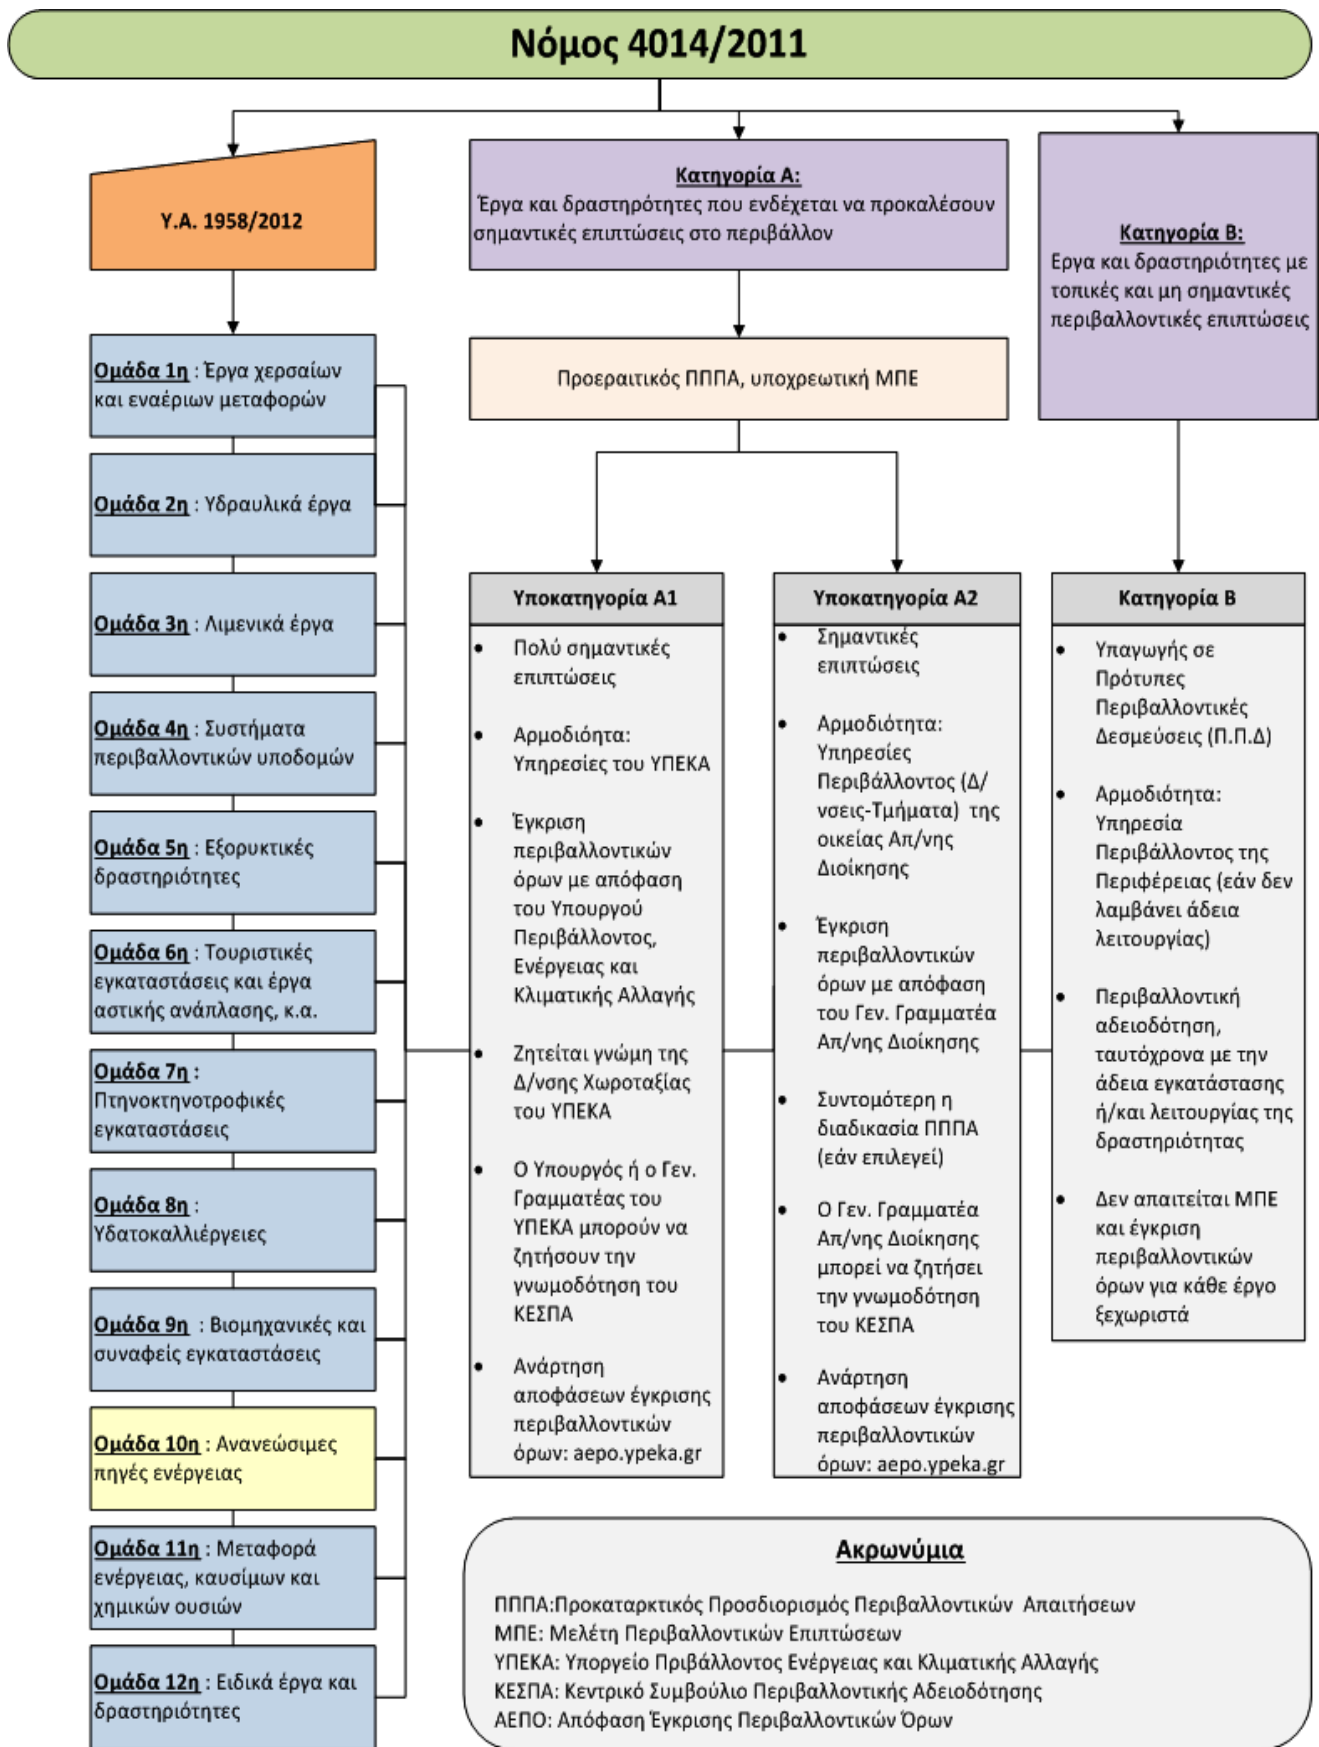 Νόμος 4014/2011
Υ.Α. 1958/2012
Ομάδα 1η : Έργα χερσαίων
και εναέριων μεταφορών
Ομάδα 2η : Υδραυλικά έργα
Ομάδα 3η : Λιμενικά έργα
Ομάδα 4η : Συστήματα
περιβαλλοντικών υποδομών
Ομάδα 5η : Εξορυκτικές
δραστηριότητες
Ομάδα 6η : Τουριστικές
εγκαταστάσεις και έργα
αστικής ανάπλασης, κ.α.
Ομάδα 7η :
Πτηνοκτηνοτροφικές
εγκαταστάσεις
Ομάδα 8η :
Υδατοκαλλιέργειες
Ομάδα 9η : Βιομηχανικές και
συναφείς εγκαταστάσεις
Ομάδα 10η : Ανανεώσιμες
πηγές ενέργειας
Ομάδα 11η : Μεταφορά
ενέργειας, καυσίμων και
χημικών ουσιών
Ομάδα 12η : Ειδικά έργα και
δραστηριότητες
Κατηγορία Α:
Έργα και δραστηρότητες που ενδέχεται να προκαλέσουν
σημαντικές επιπτώσεις στο περιβάλλον
Προεραιτικός ΠΠΠΑ, υποχρεωτική ΜΠΕ
Κατηγορία Β:
Εργα και δραστηριότητες με
τοπικές και μη σημαντικές
περιβαλλοντικές επιπτώσεις
Υποκατηγορία Α1
• Πολύ σημαντικές
επιπτώσεις
• Αρμοδιόητα:
Υπηρεσίες του ΥΠΕΚΑ
• Έγκριση
περιβαλλοντικών
όρων με απόφαση
του Υπουργού
Περιβάλλοντος,
Ενέργειας και
Κλιματικής Αλλαγής
• Ζητείται γνώμη της
Δ/νσης Χωροταξίας
του ΥΠΕΚΑ
• Ο Υπουργός ή ο Γεν.
Γραμματέας του
ΥΠΕΚΑ μπορούν να
ζητήσουν την
γνωμοδότηση του
ΚΕΣΠΑ
• Ανάρτηση
αποφάσεων έγκρισης
περιβαλλοντικών
όρων: aepo.ypeka.gr
Υποκατηγορία Α2
• Σημαντικές
επιπτώσεις
• Αρμοδιότητα:
Υπηρεσίες
Περιβάλλοντος (Δ/
νσεις-Τμήματα) της
οικείας Απ/νης
Διοίκησης
• Έγκριση
περιβαλλοντικών
όρων με απόφαση
του Γεν. Γραμματέα
Απ/νης Διοίκησης
• Συντομότερη η
διαδικασία ΠΠΠΑ
(εάν επιλεγεί)
• Ο Γεν. Γραμματέα
Απ/νης Διοίκησης
μπορεί να ζητήσει
την γνωμοδότηση
του ΚΕΣΠΑ
• Ανάρτηση
αποφάσεων έγκρισης
περιβαλλοντικών
όρων: aepo.ypeka.gr
Κατηγορία Β
• Υπαγωγής σε
Πρότυπες
Περιβαλλοντικές
Δεσμεύσεις (Π.Π.Δ)
• Αρμοδιότητα:
Υπηρεσία
Περιβάλλοντος της
Περιφέρειας (εάν δεν
λαμβάνει άδεια
λειτουργίας)
• Περιβαλλοντική
αδειοδότηση,
ταυτόχρονα με την
άδεια εγκατάστασης
ή/και λειτουργίας της
δραστηριότητας
• Δεν απαιτείται ΜΠΕ
και έγκριση
περιβαλλοντικών
όρων για κάθε έργο
ξεχωριστά
Ακρωνύμια
ΠΠΠΑ:Προκαταρκτικός Προσδιορισμός Περιβαλλοντικών Απαιτήσεων
ΜΠΕ: Μελέτη Περιβαλλοντικών Επιπτώσεων
ΥΠΕΚΑ: Υποργείο Πριβάλλοντος Ενέργειας και Κλιματικής Αλλαγής
ΚΕΣΠΑ: Κεντρικό Συμβούλιο Περιβαλλοντικής Αδειοδότησης
ΑΕΠΟ: Απόφαση Έγκρισης Περιβαλλοντικών Όρων